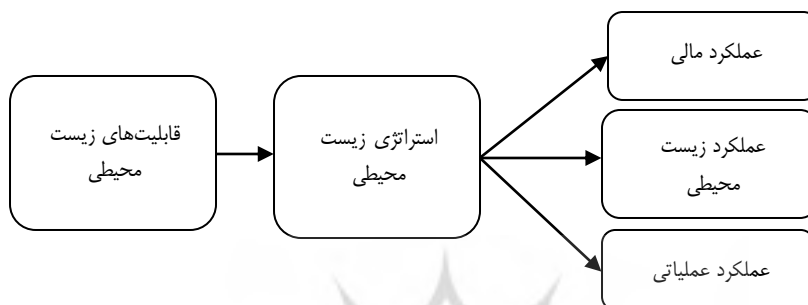 قابلیت‌های زیست
محیطی
استراتژی زیست
محیطی
عملکرد مالی
عملکرد زیست
محیطی
عملکرد عملیاتی